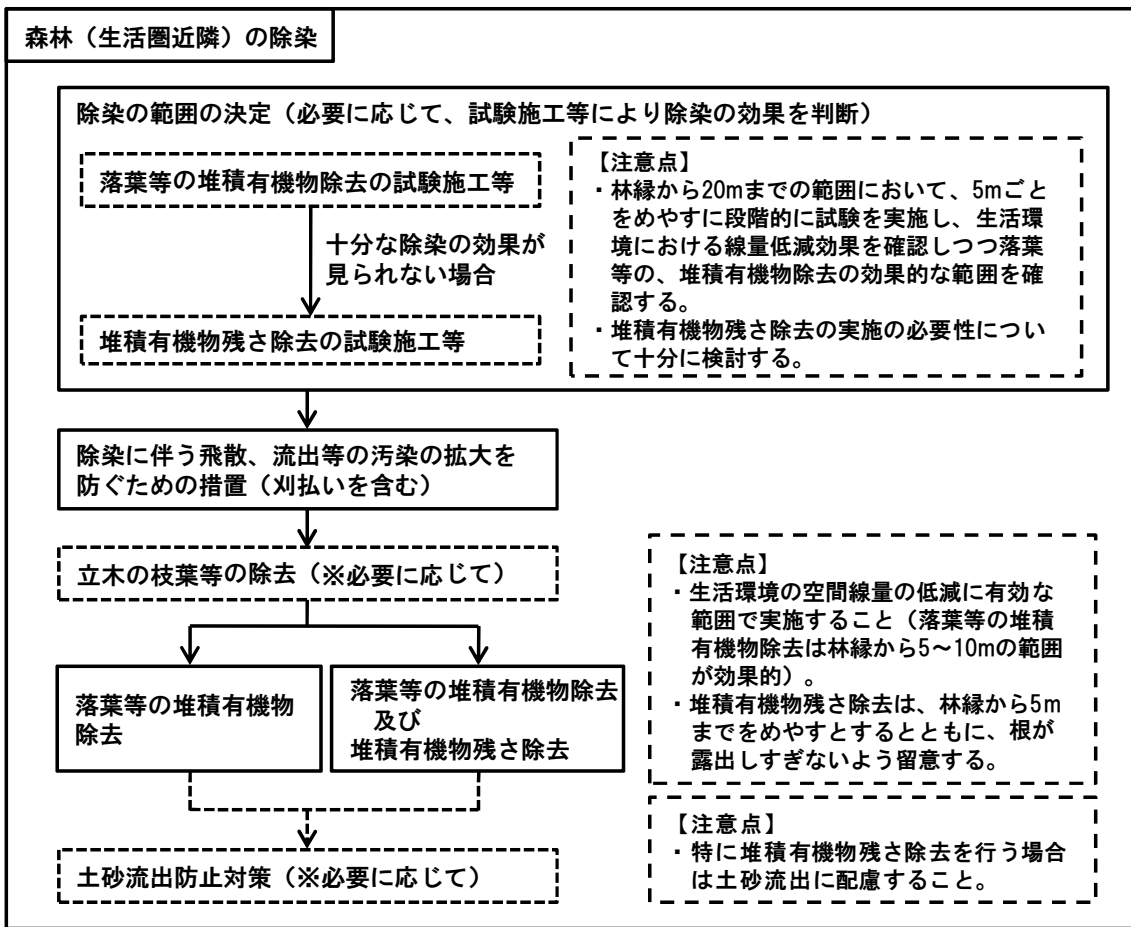 森林（生活圏近隣）の除染
除染の範囲の決定（必要に応じて、試験施工等により除染の効果を判断）
落葉等の堆積有機物除去の試験施工等
十分な除染の効果が
見られない場合
堆積有機物残さ除去の試験施工等
【注意点】
・林縁から20mまでの範囲において、5mごと
をめやすに段階的に試験を実施し、生活環
境における線量低減効果を確認しつつ落葉
等の、堆積有機物除去の効果的な範囲を確
認する。
・堆積有機物残さ除去の実施の必要性につい
て十分に検討する。
除染に伴う飛散、流出等の汚染の拡大を
防ぐための措置（刈払いを含む）
立木の枝葉等の除去（※必要に応じて）
落葉等の堆積有機物
除去
落葉等の堆積有機物除去
及び
堆積有機物残さ除去
【注意点】
・生活環境の空間線量の低減に有効な
範囲で実施すること（落葉等の堆積
有機物除去は林縁から5～10mの範囲
が効果的）。
・堆積有機物残さ除去は、林縁から5m
までをめやすとするとともに、根が
露出しすぎないよう留意する。
土砂流出防止対策（※必要に応じて）
【注意点】
・特に堆積有機物残さ除去を行う場合
は土砂流出に配慮すること。